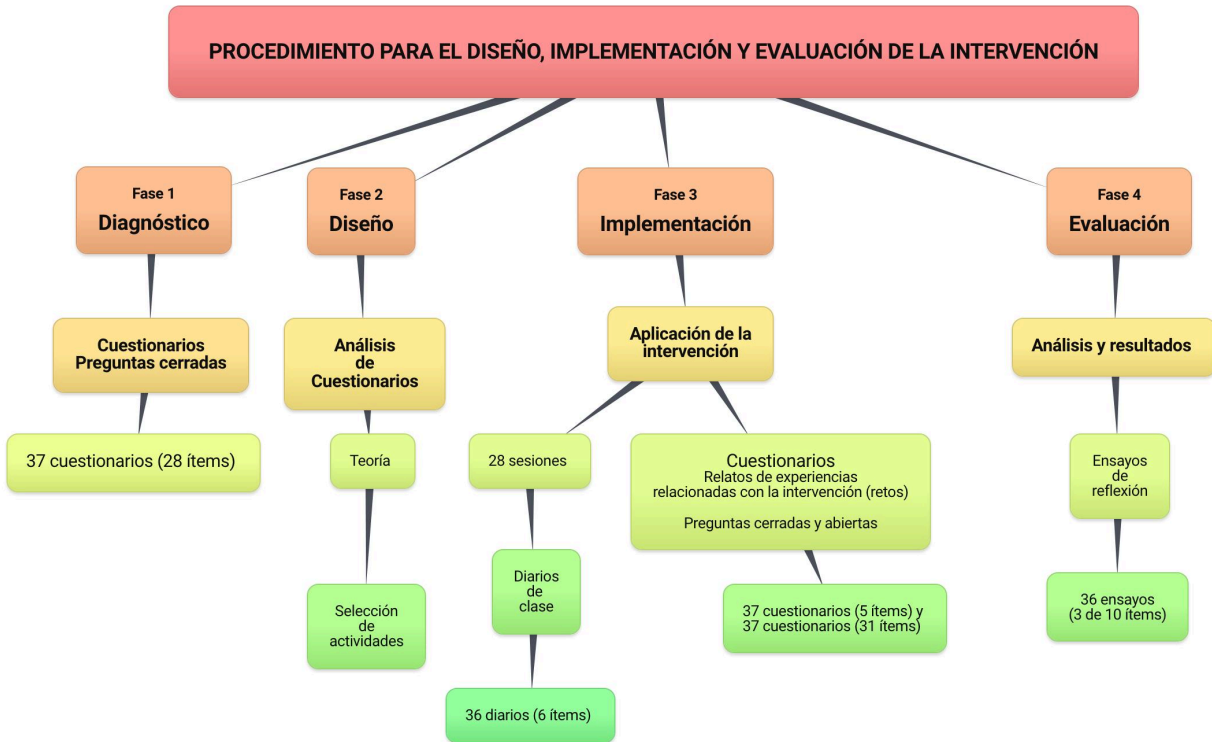 PROCEDIMIENTO PARA EL DISEÑO, IMPLEMENTACIÓN Y EVALUACIÓN DE LA INTERVENCIÓN
Fase 1
Diagnóstico
Cuestionarios
Preguntas cerradas
37 cuestionarios (28 ítems)
Fase 2
Diseño
Análisis
de
Cuestionarios
Teoría
Selección
de
actividades
Fase 3
Implementación
Aplicación de la
intervención
28 sesiones
Diarios
de
clase
36 diarios (6 ítems)
Cuestionarios
Relatos de experiencias
relacionadas con la intervención (retos)
Preguntas cerradas y abiertas
37 cuestionarios (5 ítems) y
37 cuestionarios (31 ítems)
Fase 4
Evaluación
Análisis y resultados
Ensayos
de
reflexión
36 ensayos
(3 de 10 ítems)